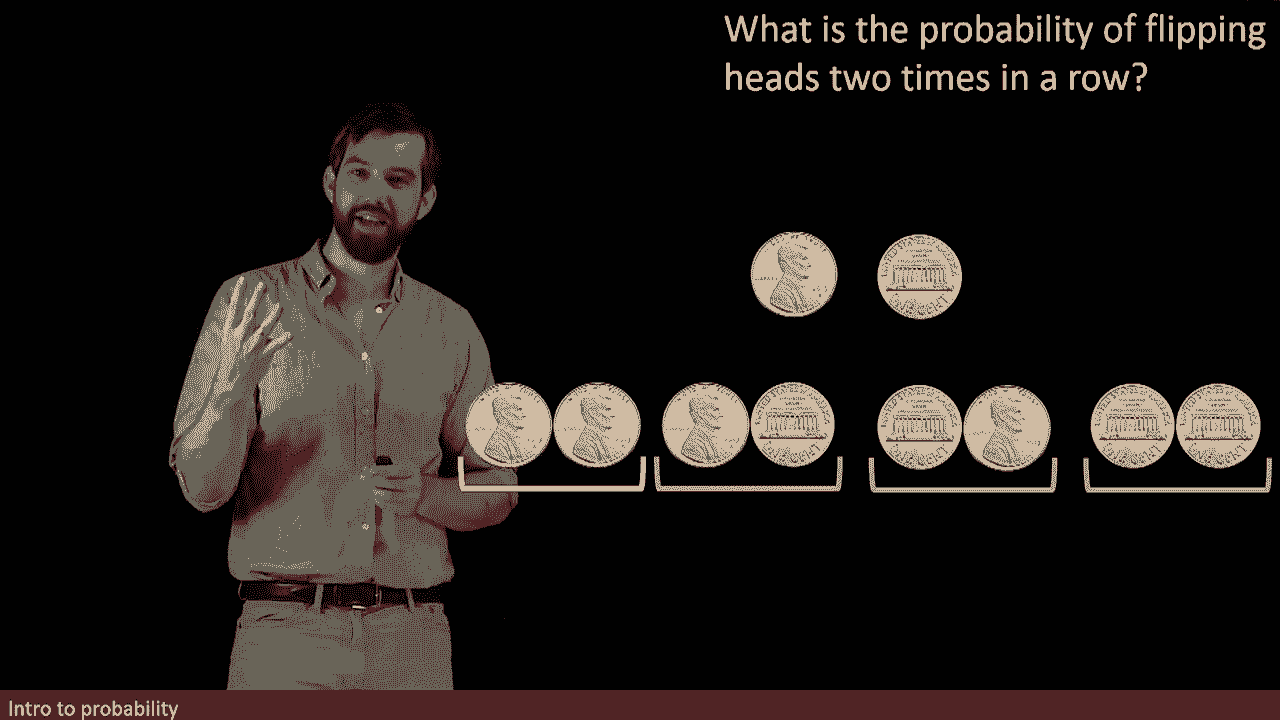 What is the probability of flipping
heads two times in a row?
Intro to probability